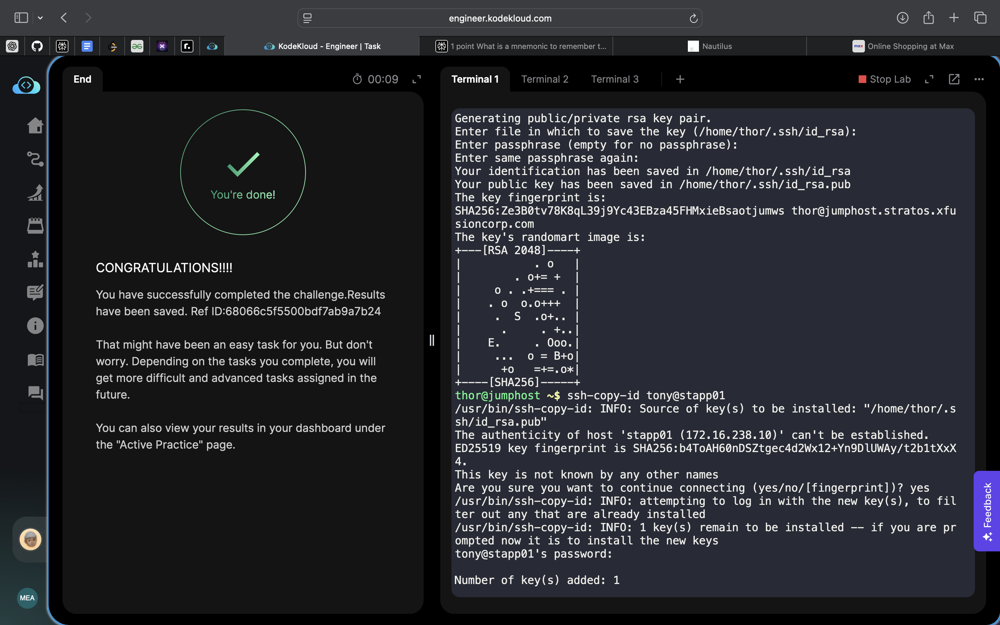 engineer.kodekloud.com
KodeKloud - Engineer | Task
1 point What is a mnemonic to remember t...
Nautilus
max
Online Shopping at Max
End
00:09
Terminal 1
Terminal 2
Terminal 3
Stop Lab
You're done!
CONGRATULATIONS!!!!
You have successfully completed the challenge.Results
have been saved. Ref ID:68066c5f5500bdf7ab9a7b24
That might have been an easy task for you. But don't
worry. Depending on the tasks you complete, you will
get more difficult and advanced tasks assigned in the
future.
You can also view your results in your dashboard under
the "Active Practice" page.
MEA
Generating public/private rsa key pair.
Enter file in which to save the key (/home/thor/.ssh/id_rsa):
Enter passphrase (empty for no passphrase):
Enter same passphrase again:
Your identification has been saved in /home/thor/.ssh/id_rsa
Your public key has been saved in /home/thor/.ssh/id_rsa.pub
The key fingerprint is:
SHA256:Ze3B0tv78K8qL39j9Yc43EBza45FHMxieBsaotjumws thor@jumphost.stratos.xfu
sioncorp.com
The key's randomart image is:
+---[RSA 2048]----+
|           . o   |
|        . o+= +  |
|     o . .+=== . |
|    . o  o.o+++  |
|     .  S  .o+.. |
|      .     . +..|
|    E.     . Ooo.|
|     ...  o = B+o|
|      +o   =+=.o*|
+----[SHA256]-----+
thor@jumphost ~$ ssh-copy-id tony@stapp01
/usr/bin/ssh-copy-id: INFO: Source of key(s) to be installed: "/home/thor/.s
sh/id_rsa.pub"
The authenticity of host 'stapp01 (172.16.238.10)' can't be established.
ED25519 key fingerprint is SHA256:b4ToAH60nDSZtgec4d2Wx12+Yn9DlUWAy/t2b1tXxX
4.
This key is not known by any other names
Are you sure you want to continue connecting (yes/no/[fingerprint])? yes
/usr/bin/ssh-copy-id: INFO: attempting to log in with the new key(s), to fil
ter out any that are already installed
/usr/bin/ssh-copy-id: INFO: 1 key(s) remain to be installed -- if you are pr
ompted now it is to install the new keys
tony@stapp01's password:
Number of key(s) added: 1
Feedback